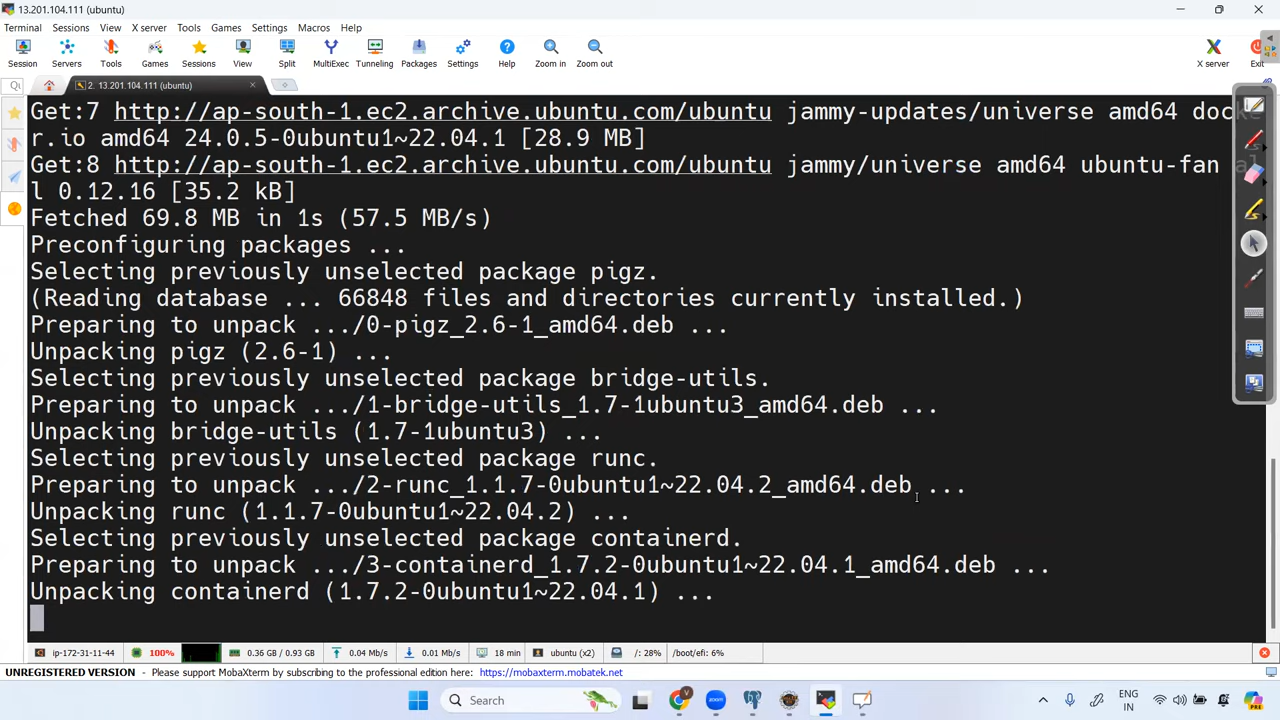 13.201.104.111 (ubuntu)
Terminal Sessions View X server Tools Games Settings Macros Help
Session Servers Tools Games Sessions View Split MultiExec Tunneling Packages Settings Help Zoom in Zoom out X server Exit
2. 13.201.104.111 (ubuntu)
Get:7 http://ap-south-1.ec2.archive.ubuntu.com/ubuntu jammy-updates/universe amd64 docke
r.io amd64 24.0.5-0ubuntu1~22.04.1 [28.9 MB]
Get:8 http://ap-south-1.ec2.archive.ubuntu.com/ubuntu jammy/universe amd64 ubuntu-fan al
l 0.12.16 [35.2 kB]
Fetched 69.8 MB in 1s (57.5 MB/s)
Preconfiguring packages ...
Selecting previously unselected package pigz.
(Reading database ... 66848 files and directories currently installed.)
Preparing to unpack .../0-pigz_2.6-1_amd64.deb ...
Unpacking pigz (2.6-1) ...
Selecting previously unselected package bridge-utils.
Preparing to unpack .../1-bridge-utils_1.7-1ubuntu3_amd64.deb ...
Unpacking bridge-utils (1.7-1ubuntu3) ...
Selecting previously unselected package runc.
Preparing to unpack .../2-runc_1.1.7-0ubuntu1~22.04.2_amd64.deb ...
Unpacking runc (1.1.7-0ubuntu1~22.04.2) ...
Selecting previously unselected package containerd.
Preparing to unpack .../3-containerd_1.7.2-0ubuntu1~22.04.1_amd64.deb ...
Unpacking containerd (1.7.2-0ubuntu1~22.04.1) ...
ip-172-31-11-44 100% 0.36 GB / 0.93 GB 0.04 Mb/s 0.01 Mb/s 18 min ubuntu (x2) /: 28% /boot/efi: 6%
UNREGISTERED VERSION - Please support MobaXterm by subscribing to the professional edition here: https://mobaxterm.mobatek.net
Search
ENG
IN